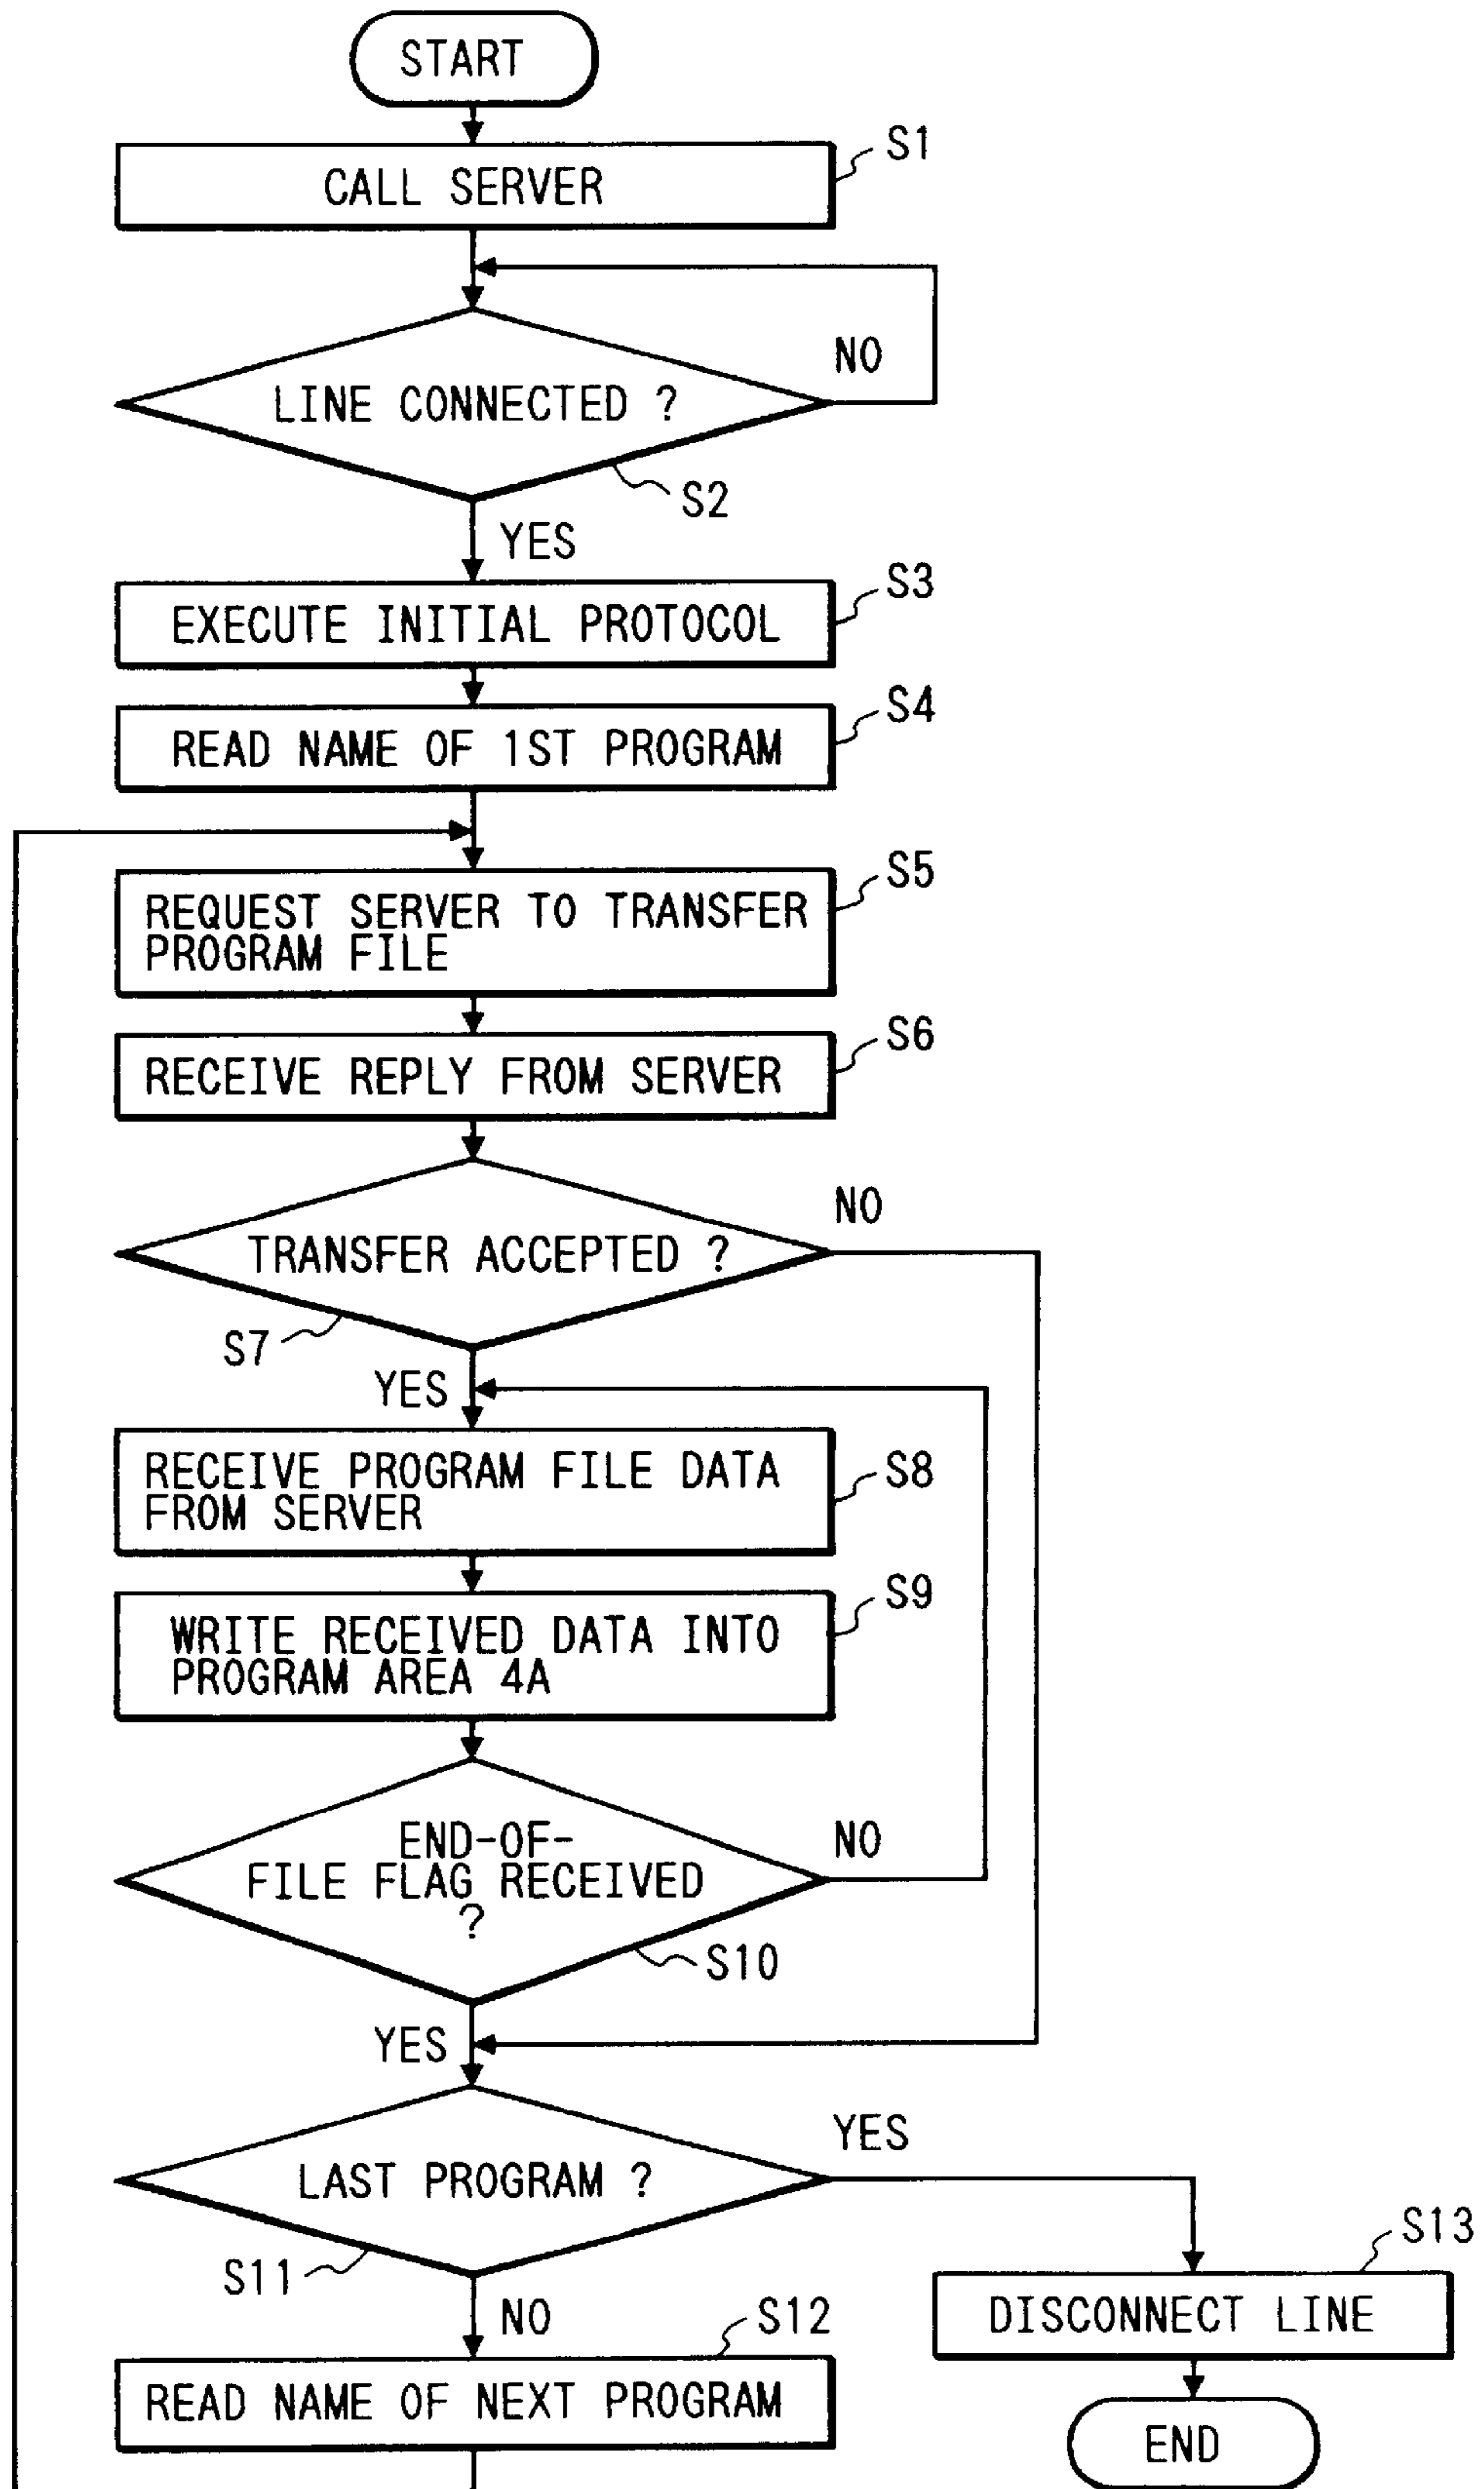 START
CALL SERVER
S1
LINE CONNECTED ?
NO
S2
YES
EXECUTE INITIAL PROTOCOL
S3
READ NAME OF 1ST PROGRAM
S4
REQUEST SERVER TO TRANSFER
PROGRAM FILE
S5
RECEIVE REPLY FROM SERVER
S6
TRANSFER ACCEPTED ?
NO
S7
YES
RECEIVE PROGRAM FILE DATA
FROM SERVER
S8
WRITE RECEIVED DATA INTO
PROGRAM AREA 4A
S9
END-OF-
FILE FLAG RECEIVED
?
NO
S10
YES
LAST PROGRAM ?
YES
S11
NO
READ NAME OF NEXT PROGRAM
S12
DISCONNECT LINE
S13
END